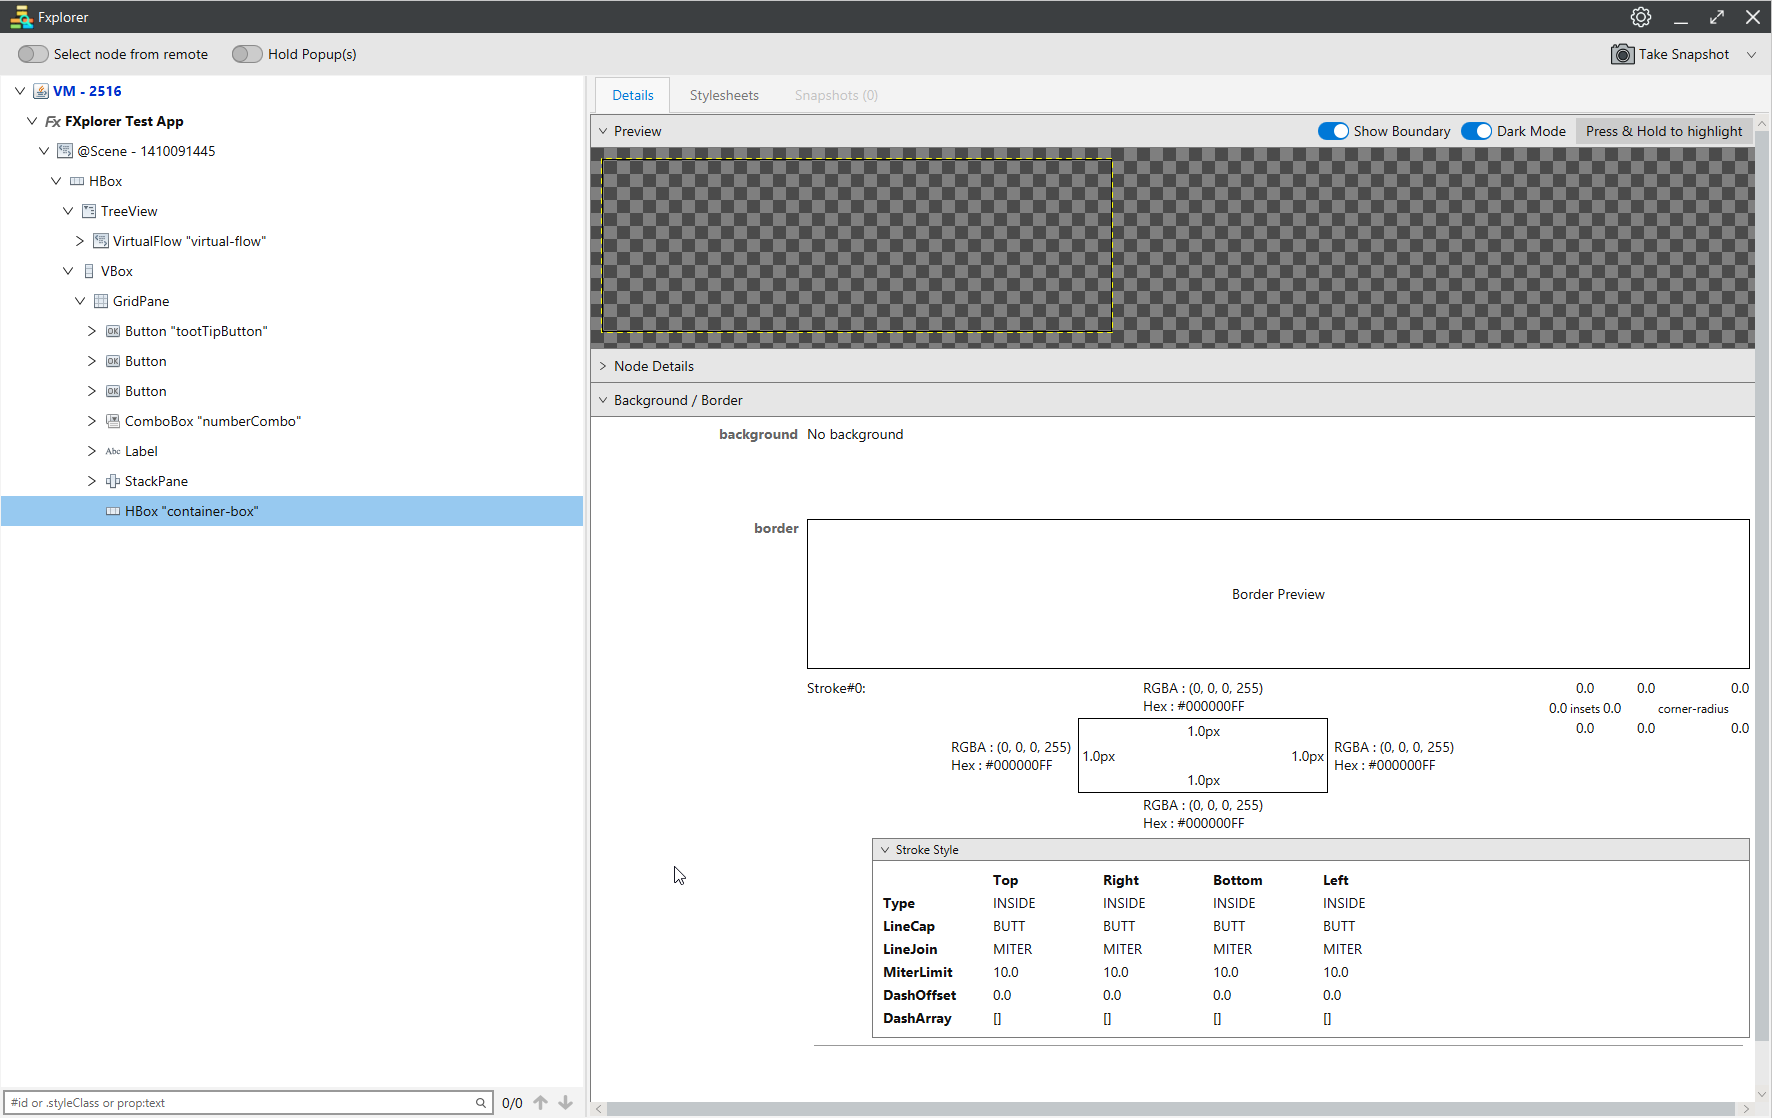 Fxplorer
Select node from remote
Hold Popup(s)
Take Snapshot
VM - 2516
Fx FXplorer Test App
@Scene - 1410091445
HBox
TreeView
VirtualFlow "virtual-flow"
VBox
GridPane
OK Button "tootTipButton"
OK Button
OK Button
ComboBox "numberCombo"
Abc Label
StackPane
HBox "container-box"
#id or .styleClass or prop:text
0/0
Details Stylesheets Snapshots (0)
Preview Show Boundary Dark Mode Press & Hold to highlight
Node Details
Background / Border
background No background
border
Border Preview
Stroke#0:
RGBA : (0, 0, 0, 255)
Hex : #000000FF
0.0 0.0 0.0
0.0 insets 0.0 corner-radius
0.0 0.0 0.0
RGBA : (0, 0, 0, 255)
Hex : #000000FF
1.0px
1.0px 1.0px
1.0px
RGBA : (0, 0, 0, 255)
Hex : #000000FF
RGBA : (0, 0, 0, 255)
Hex : #000000FF
Stroke Style
Top Right Bottom Left
Type INSIDE INSIDE INSIDE INSIDE
LineCap BUTT BUTT BUTT BUTT
LineJoin MITER MITER MITER MITER
MiterLimit 10.0 10.0 10.0 10.0
DashOffset 0.0 0.0 0.0 0.0
DashArray [] [] [] []